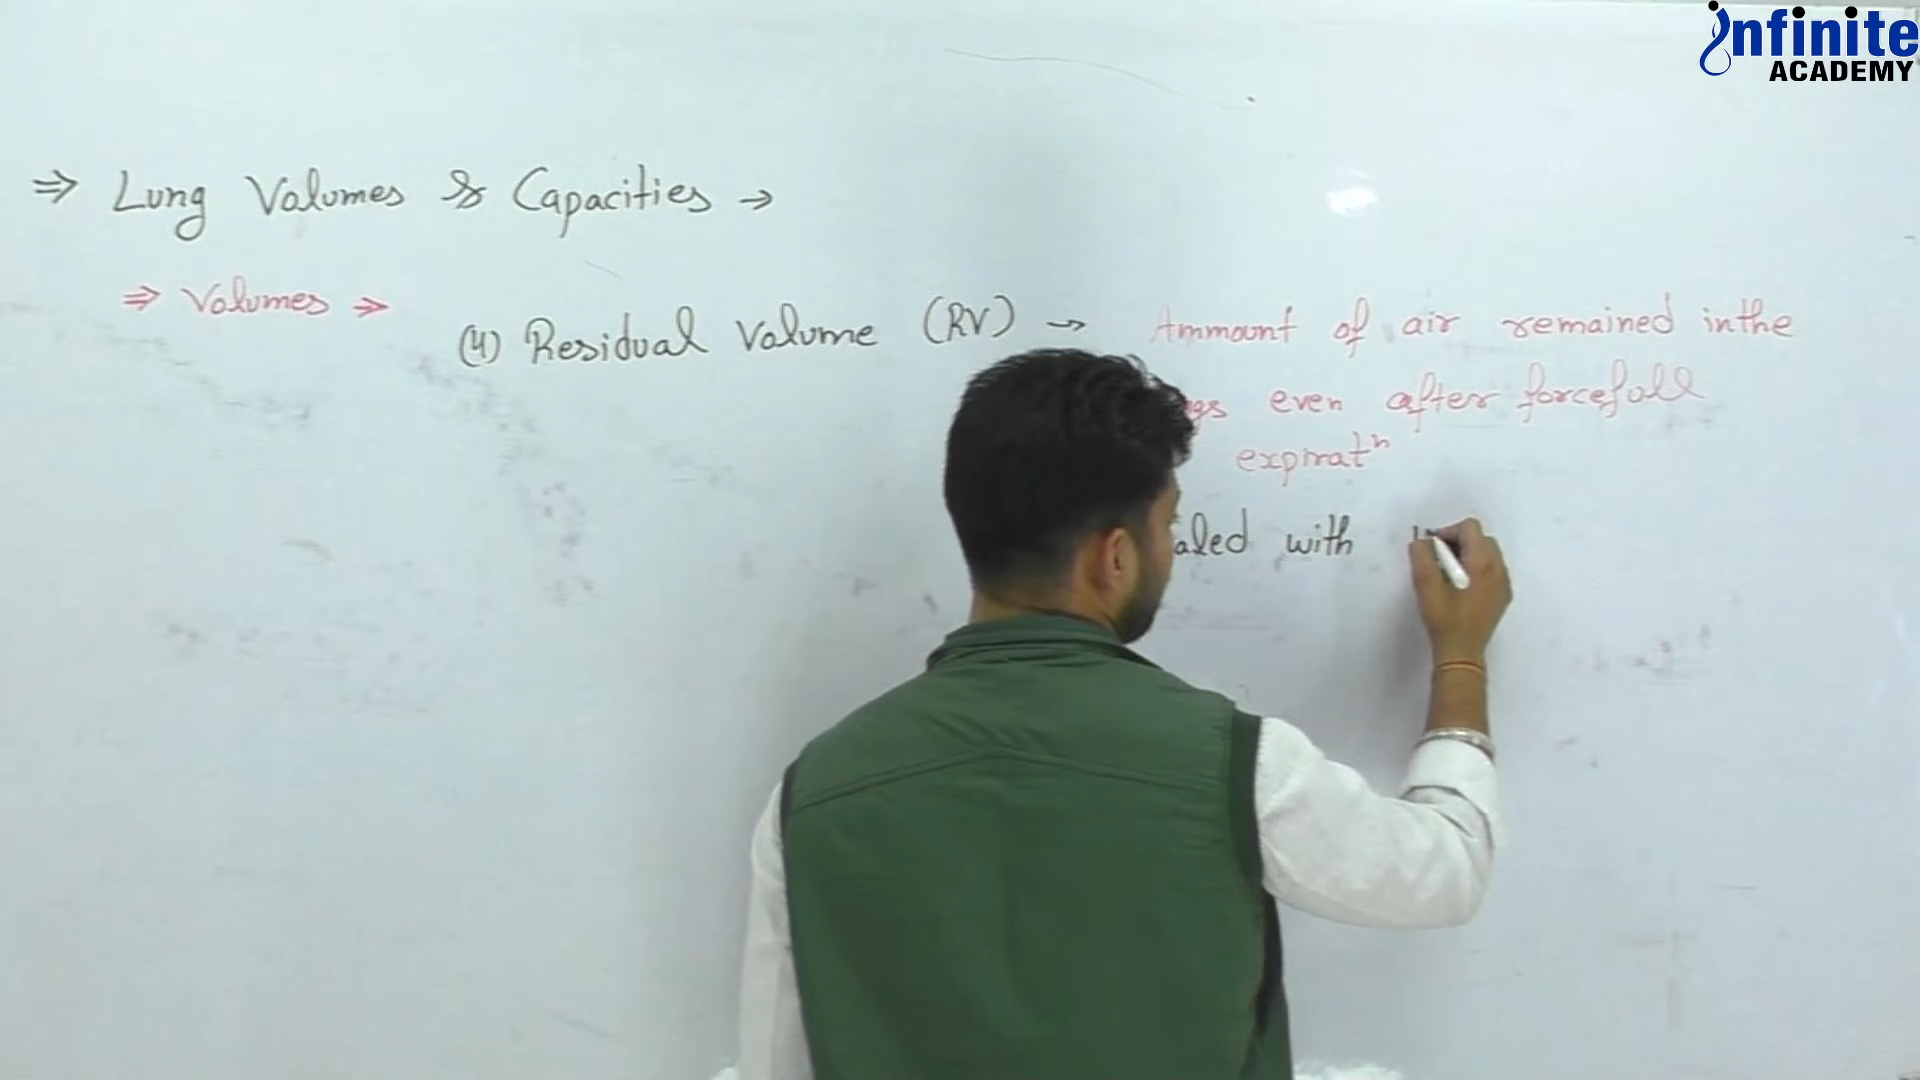 infinite
ACADEMY
⇒ Lung Volumes & Capacities →
⇒ Volumes ⇒
(4) Residual Volume (RV) → Ammount of air remained in the
even after forcefull
expiratⁿ
with